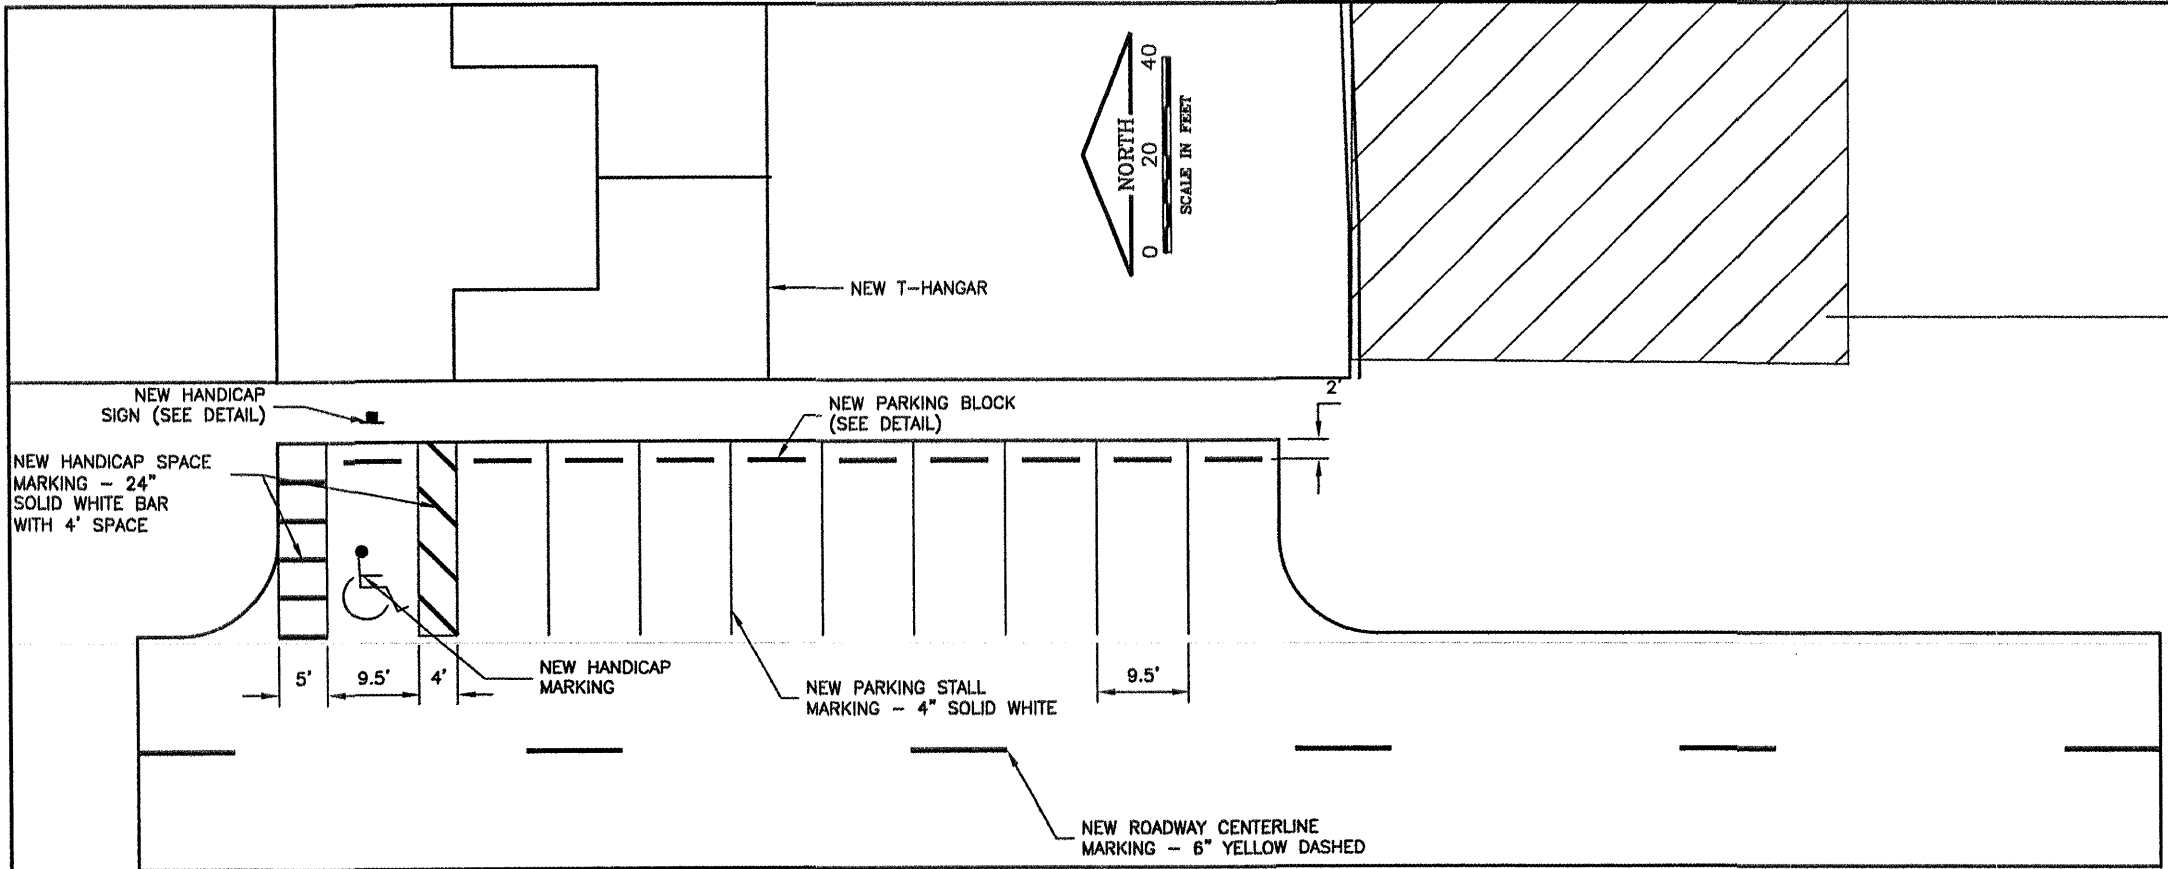 40
20
0
NORTH
SCALE IN FEET
NEW T-HANGAR
NEW HANDICAP
SIGN (SEE DETAIL)
NEW PARKING BLOCK
(SEE DETAIL)
2'
NEW HANDICAP SPACE
MARKING - 24"
SOLID WHITE BAR
WITH 4' SPACE
5'
9.5'
4'
NEW HANDICAP
MARKING
NEW PARKING STALL
MARKING - 4" SOLID WHITE
9.5'
NEW ROADWAY CENTERLINE
MARKING - 6" YELLOW DASHED